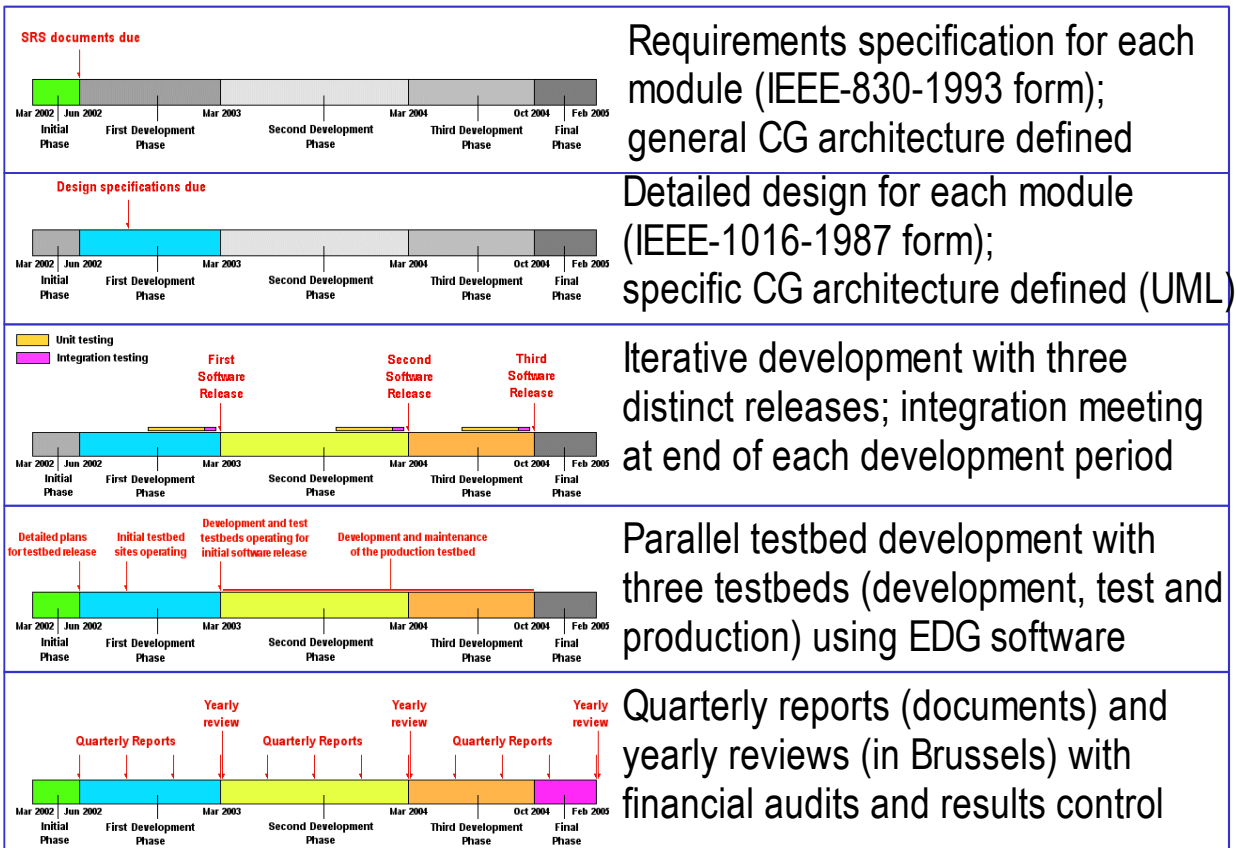 SRS documents due
Mar 2002 Jun 2002 Mar 2003 Mar 2004 Oct 2004 Feb 2005
Initial First Development Second Development Third Development Final
Phase Phase Phase Phase Phase
Requirements specification for each
module (IEEE-830-1993 form);
general CG architecture defined
Design specifications due
Mar 2002 Jun 2002 Mar 2003 Mar 2004 Oct 2004 Feb 2005
Initial First Development Second Development Third Development Final
Phase Phase Phase Phase Phase
Detailed design for each module
(IEEE-1016-1987 form);
specific CG architecture defined (UML)
Unit testing
Integration testing
First Second Third
Software Software Software
Release Release Release
Mar 2002 Jun 2002 Mar 2003 Mar 2004 Oct 2004 Feb 2005
Initial First Development Second Development Third Development Final
Phase Phase Phase Phase Phase
Iterative development with three
distinct releases; integration meeting
at end of each development period
Detailed plans
for testbed release
Initial testbed
sites operating
Development and test
testbeds operating for
initial software release
Development and maintenance
of the production testbed
Mar 2002 Jun 2002 Mar 2003 Mar 2004 Oct 2004 Feb 2005
Initial First Development Second Development Third Development Final
Phase Phase Phase Phase Phase
Parallel testbed development with
three testbeds (development, test and
production) using EDG software
Yearly Yearly Yearly
review review review
Quarterly Reports Quarterly Reports Quarterly Reports
Mar 2002 Jun 2002 Mar 2003 Mar 2004 Oct 2004 Feb 2005
Initial First Development Second Development Third Development Final
Phase Phase Phase Phase Phase
Quarterly reports (documents) and
yearly reviews (in Brussels) with
financial audits and results control